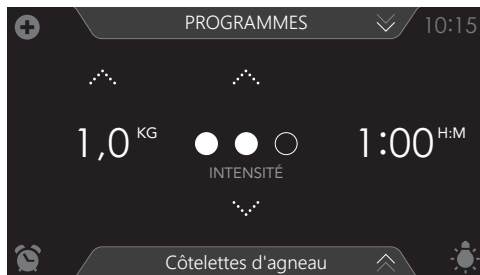 PROGRAMMES
10:15
1,0 KG
1:00 H:M
INTENSITÉ
Côtelettes d'agneau